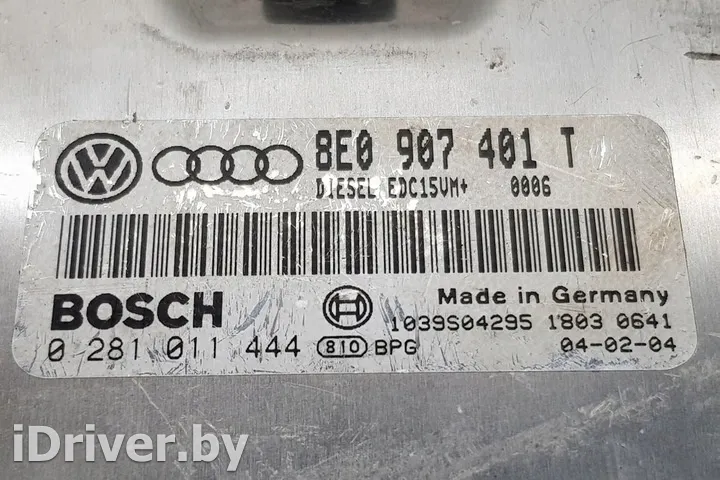 8E0 907 401 T
DIESEL EDC15VM+ 0006
BOSCH
Made in Germany
1039S04295 1803 0641
0 281 011 444 810 BPG 04-02-04
iDriver.by